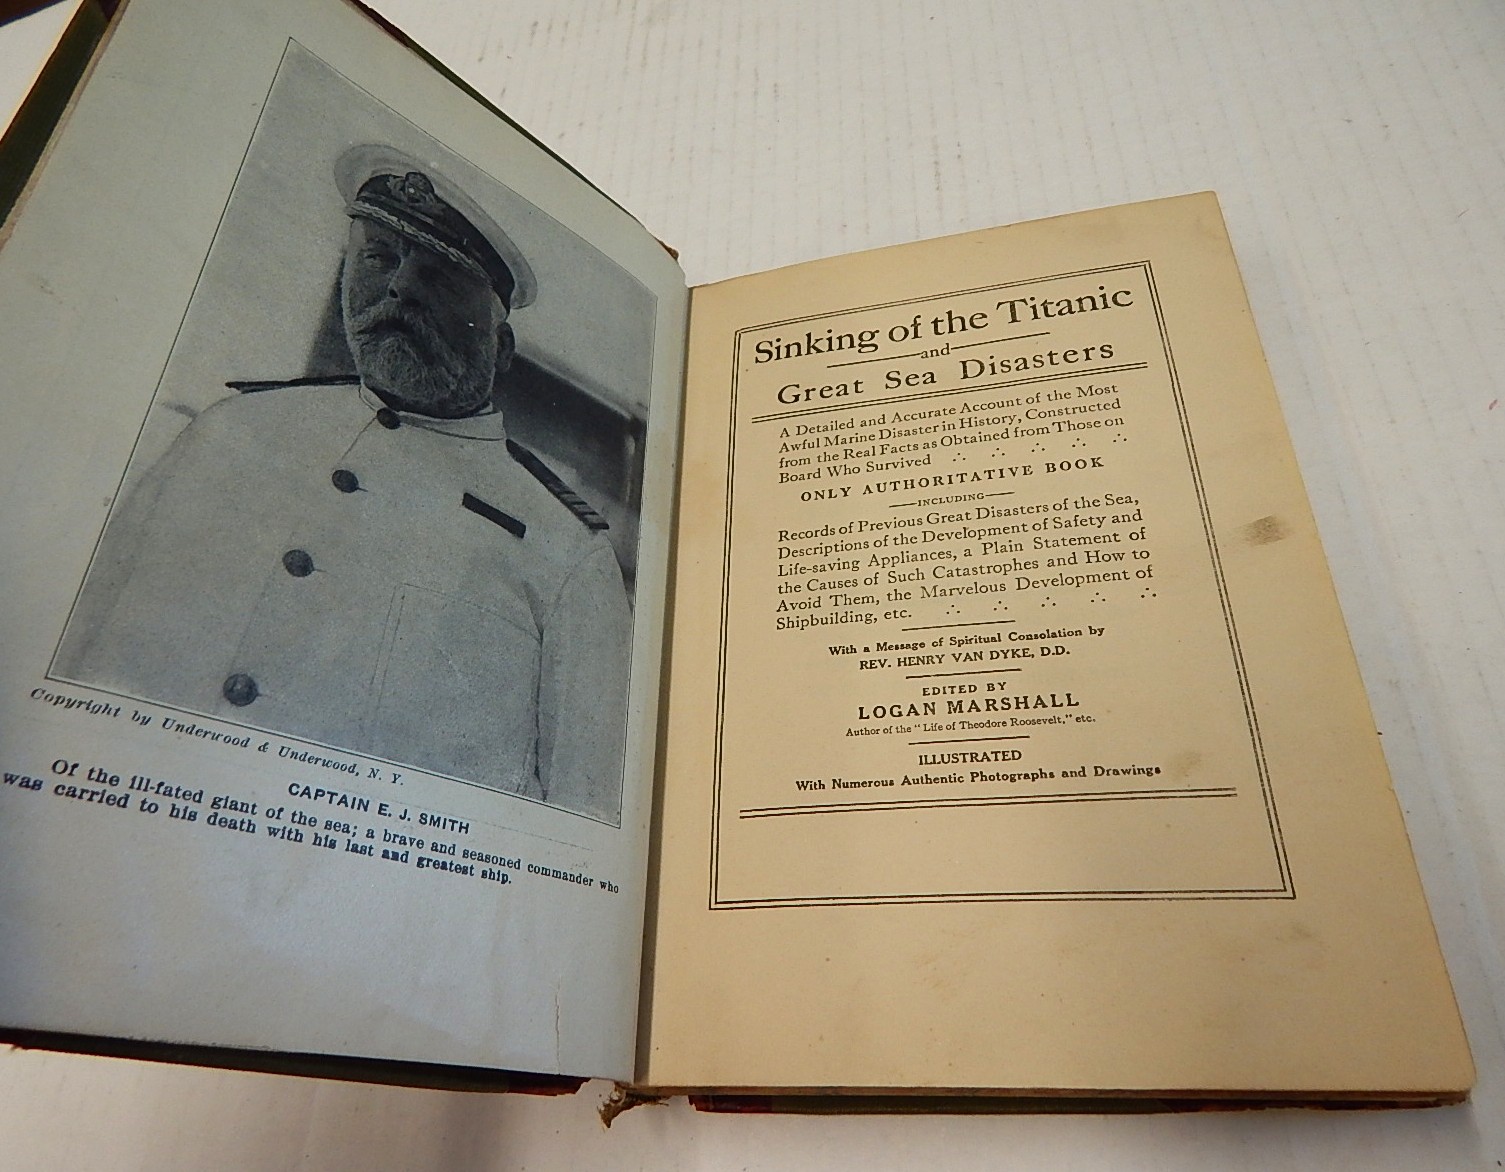 Copyright by Underwood & Underwood, N. Y.
CAPTAIN E. J. SMITH
Of the ill-fated giant of the sea; a brave and seasoned commander who
was carried to his death with his last and greatest ship.
Sinking of the Titanic
and
Great Sea Disasters
A Detailed and Accurate Account of the Most
Awful Marine Disaster in History, Constructed
from the Real Facts as Obtained from Those on
Board Who Survived ∴ ∴ ∴ ∴ ∴
ONLY AUTHORITATIVE BOOK
INCLUDING
Records of Previous Great Disasters of the Sea,
Descriptions of the Development of Safety and
Life-saving Appliances, a Plain Statement of
the Causes of Such Catastrophes and How to
Avoid Them, the Marvelous Development of
Shipbuilding, etc. ∴ ∴ ∴ ∴ ∴
With a Message of Spiritual Consolation by
REV. HENRY VAN DYKE, D.D.
EDITED BY
LOGAN MARSHALL
Author of the "Life of Theodore Roosevelt," etc.
ILLUSTRATED
With Numerous Authentic Photographs and Drawings